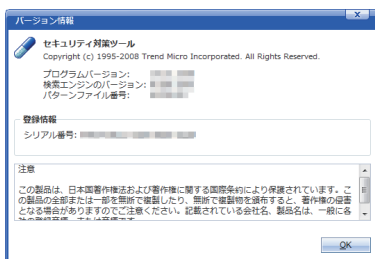 バージョン情報
セキュリティ対策ツール
Copyright (c) 1995-2008 Trend Micro Incorporated. All Rights Reserved.
プログラムバージョン:
検索エンジンのバージョン:
パターンファイル番号:
登録情報
シリアル番号:
注意
この製品は、日本国著作権法および著作権に関する国際条約により保護されています。こ
の製品の全部または一部を無断で複製したり、無断で複製物を頒布すると、著作権の侵害
となる場合がありますのでご注意ください。記載されている会社名、製品名は、一般に各
OK